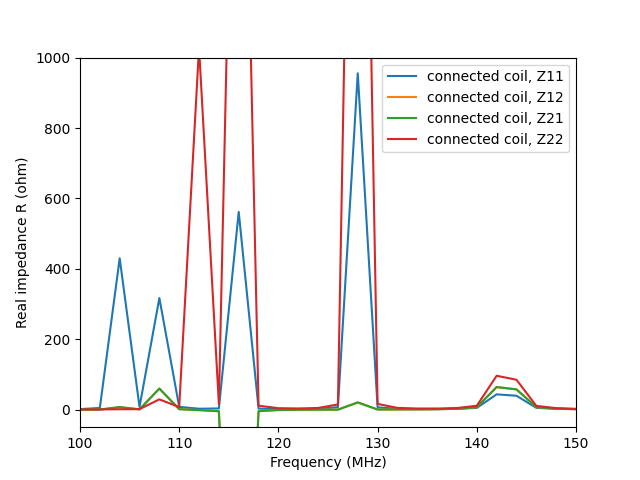 1000
800
600
400
200
0
Real impedance R (ohm)
connected coil, Z11
connected coil, Z12
connected coil, Z21
connected coil, Z22
100 110 120 130 140 150
Frequency (MHz)